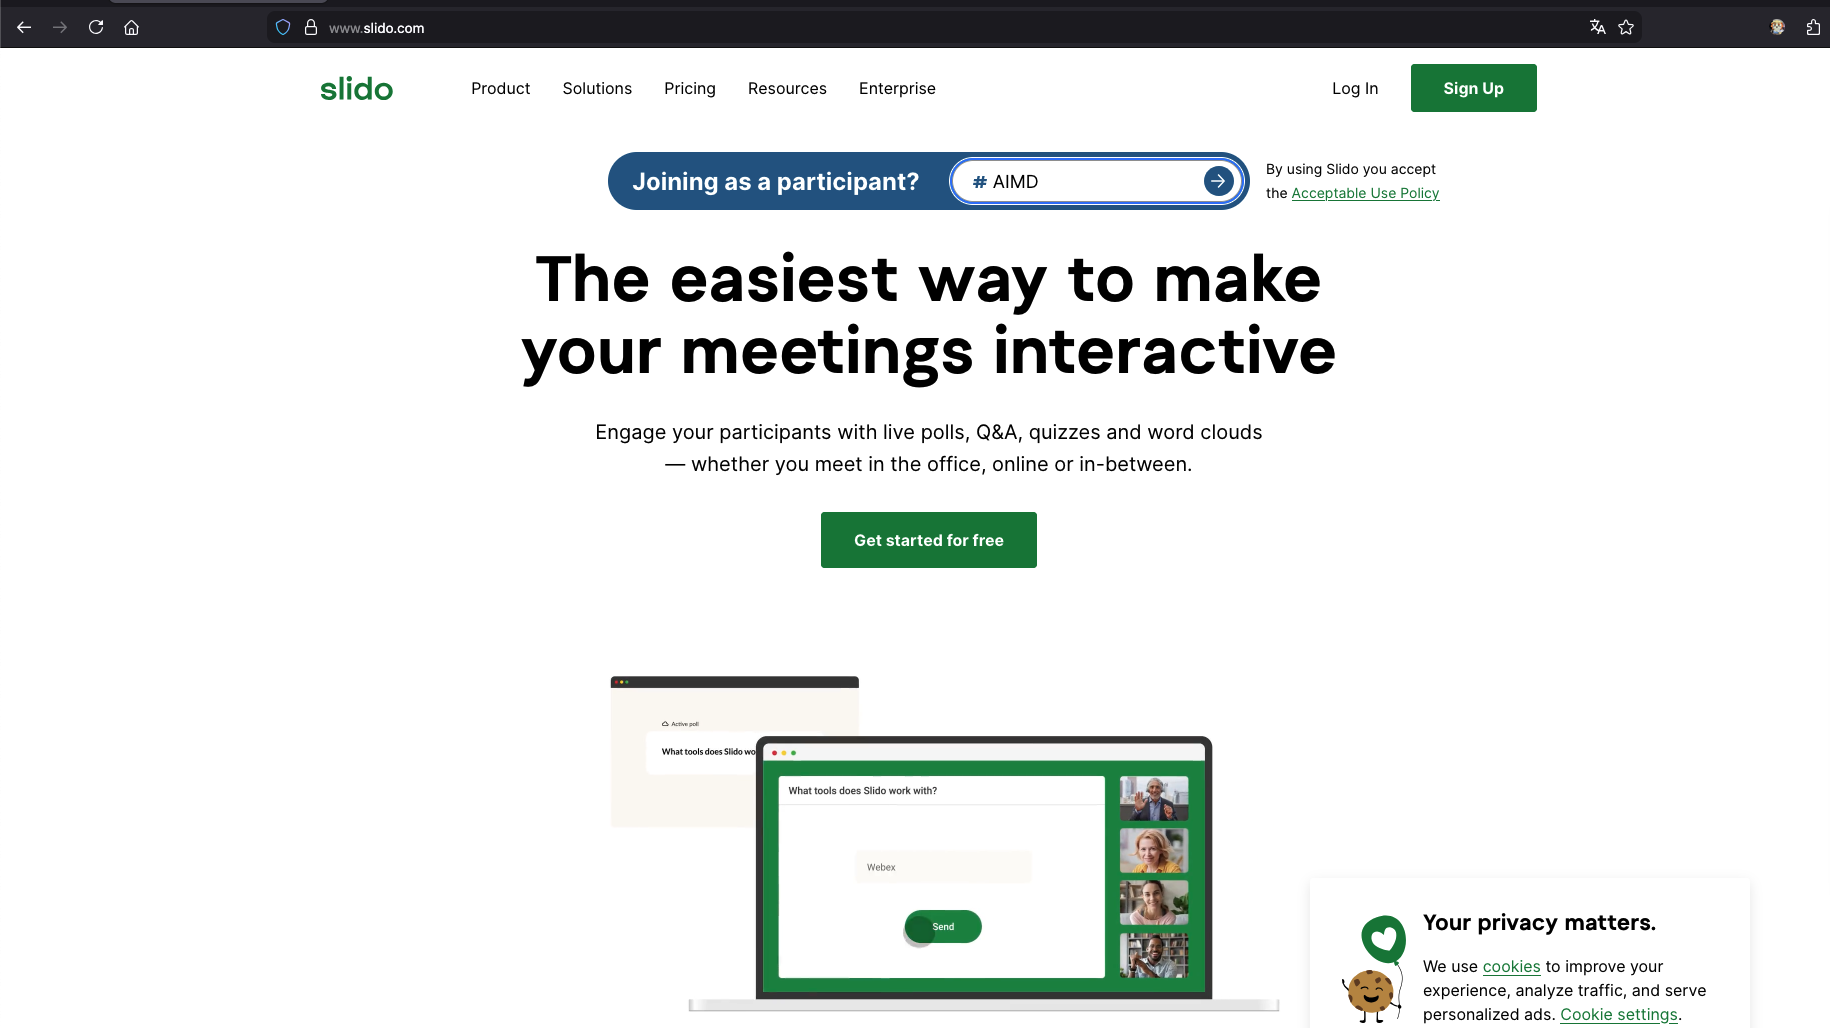 www.slido.com
slido
Product Solutions Pricing Resources Enterprise
Log In
Sign Up
Joining as a participant?
# AIMD
By using Slido you accept
the Acceptable Use Policy
The easiest way to make
your meetings interactive
Engage your participants with live polls, Q&A, quizzes and word clouds
— whether you meet in the office, online or in-between.
Get started for free
Active poll
What tools does Slido wo
What tools does Slido work with?
Webex
Send
Your privacy matters.
We use cookies to improve your
experience, analyze traffic, and serve
personalized ads. Cookie settings.